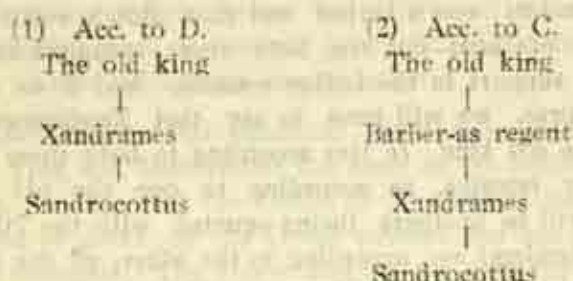 (1) Acc. to D.
The old king
Xandrames
Sandrocottus
(2) Acc. to C.
The old king
Barber-as regent
Xandrames
Sandrocottus